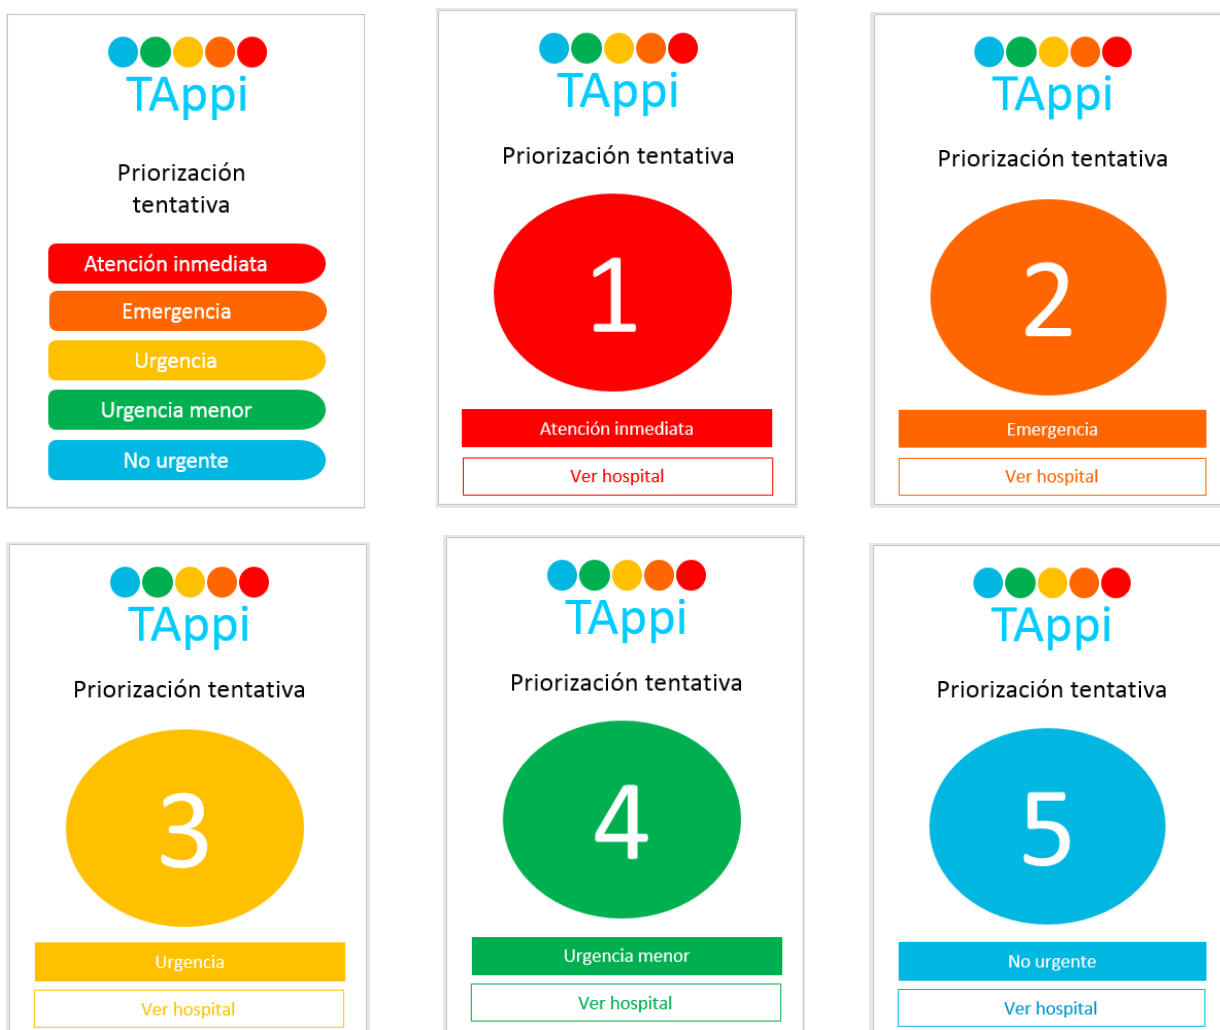 TAppi
Priorización
tentativa
Atención inmediata
Emergencia
Urgencia
Urgencia menor
No urgente
TAppi
Priorización tentativa
1
Atención inmediata
Ver hospital
TAppi
Priorización tentativa
2
Emergencia
Ver hospital
TAppi
Priorización tentativa
3
Urgencia
Ver hospital
TAppi
Priorización tentativa
4
Urgencia menor
Ver hospital
TAppi
Priorización tentativa
5
No urgente
Ver hospital